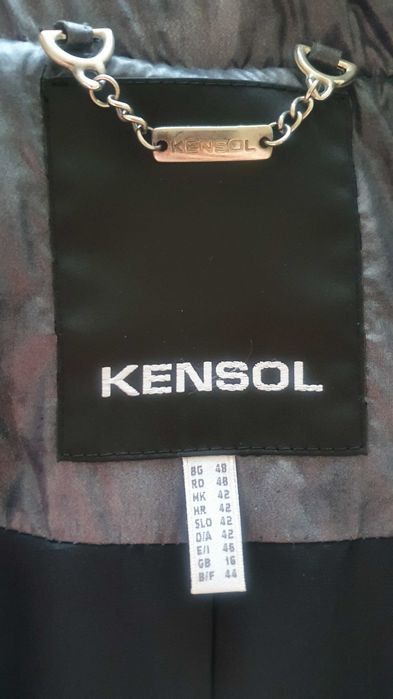 KENSOL
KENSOL
BG 48
RO 48
MK 42
HR 42
SLO 42
D/A 42
E/I 46
GB 16
B/F 44